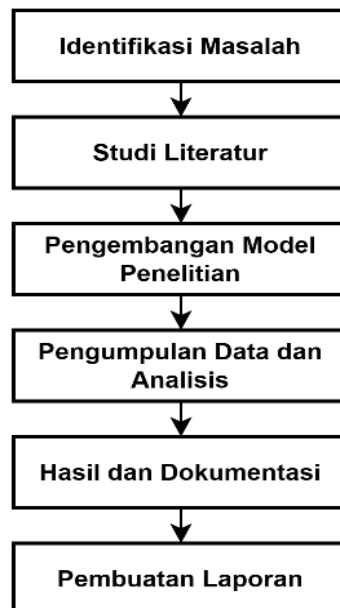 Identifikasi Masalah
Studi Literatur
Pengembangan Model
Penelitian
Pengumpulan Data dan
Analisis
Hasil dan Dokumentasi
Pembuatan Laporan